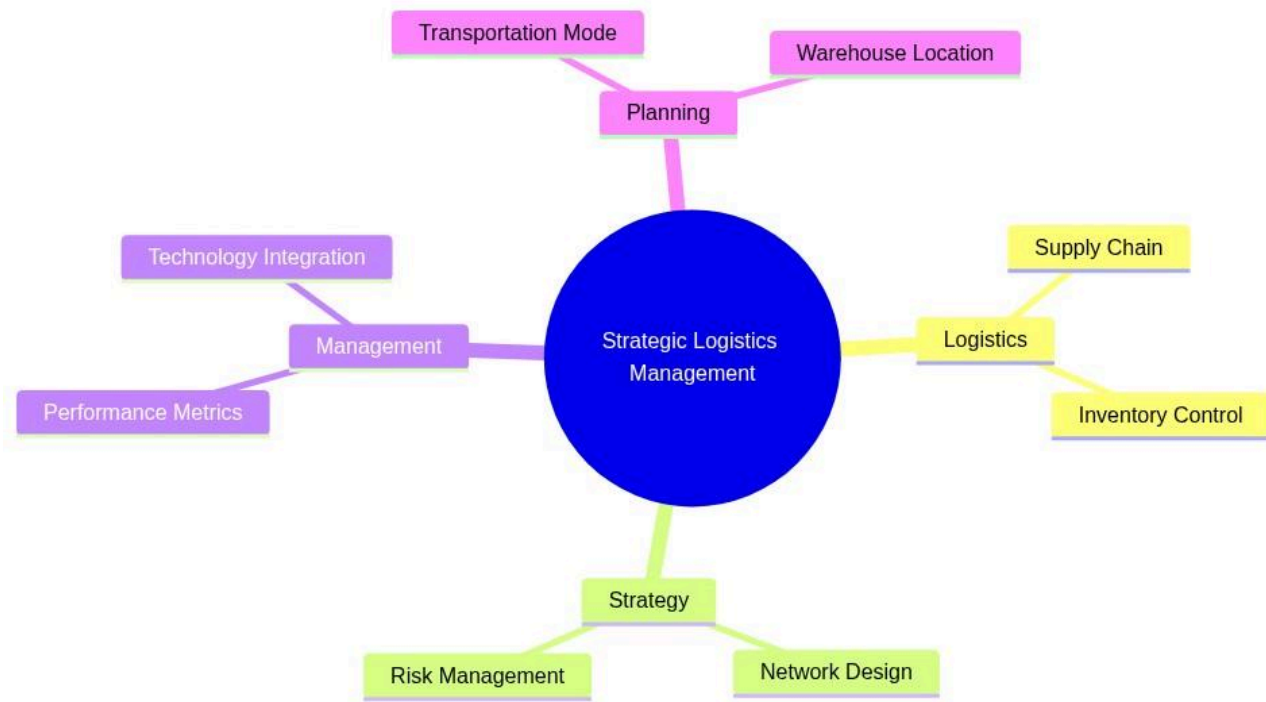 Transportation Mode
Warehouse Location
Planning
Technology Integration
Management
Performance Metrics
Strategic Logistics
Management
Supply Chain
Logistics
Inventory Control
Strategy
Risk Management
Network Design